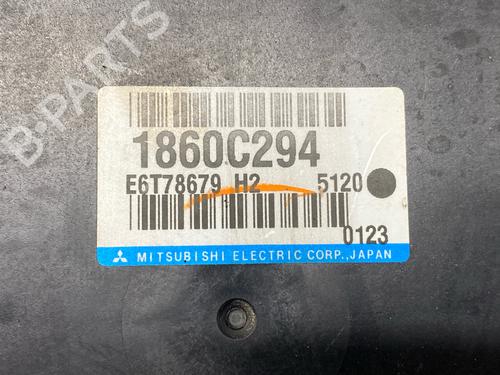 B-PARTS
1860C294
E6T78679 H2 5120
0123
MITSUBISHI ELECTRIC CORP.,JAPAN